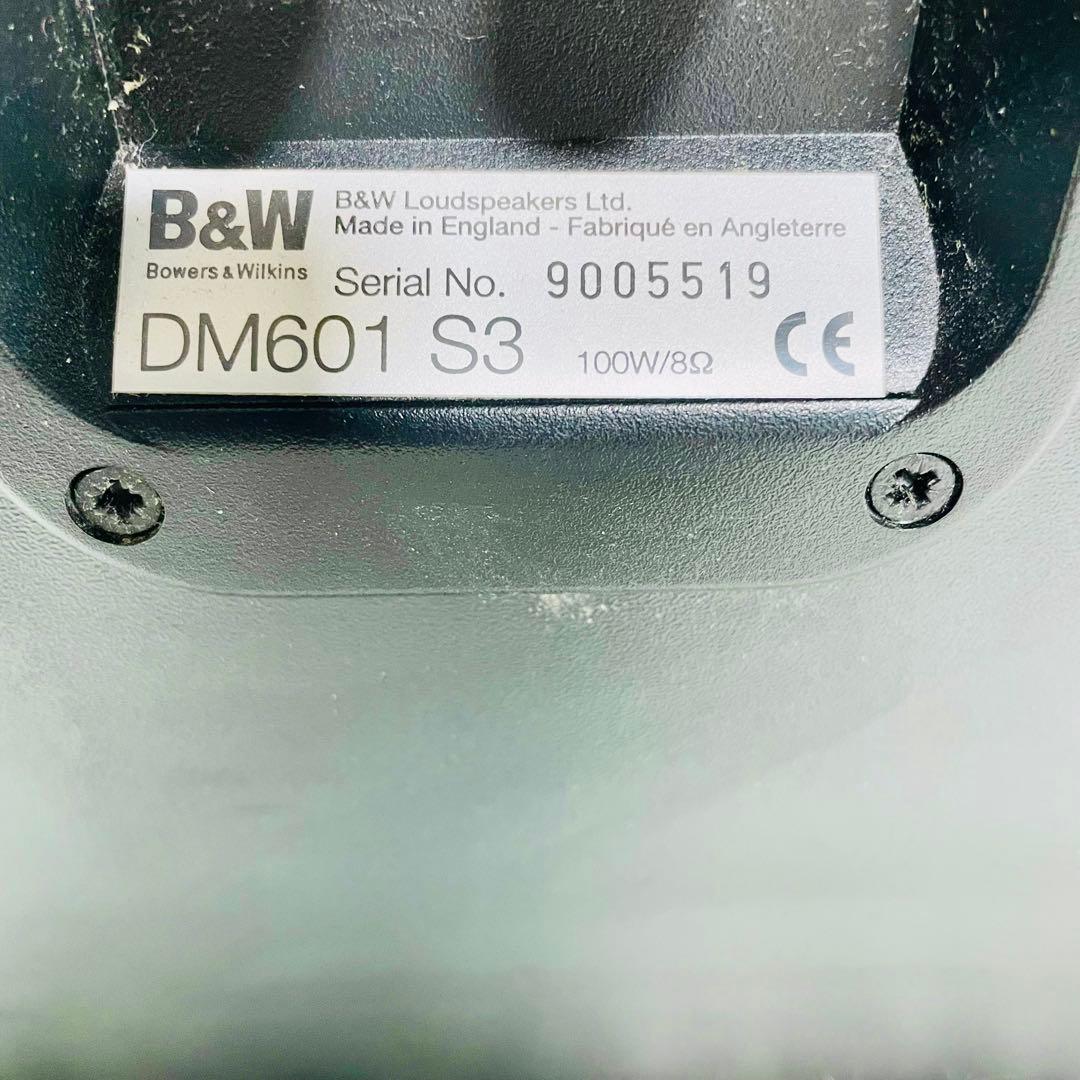 B&W
Bowers & Wilkins
B&W Loudspeakers Ltd.
Made in England - Fabriqué en Angleterre
Serial No. 9005519
DM601 S3 100W/8Ω CE